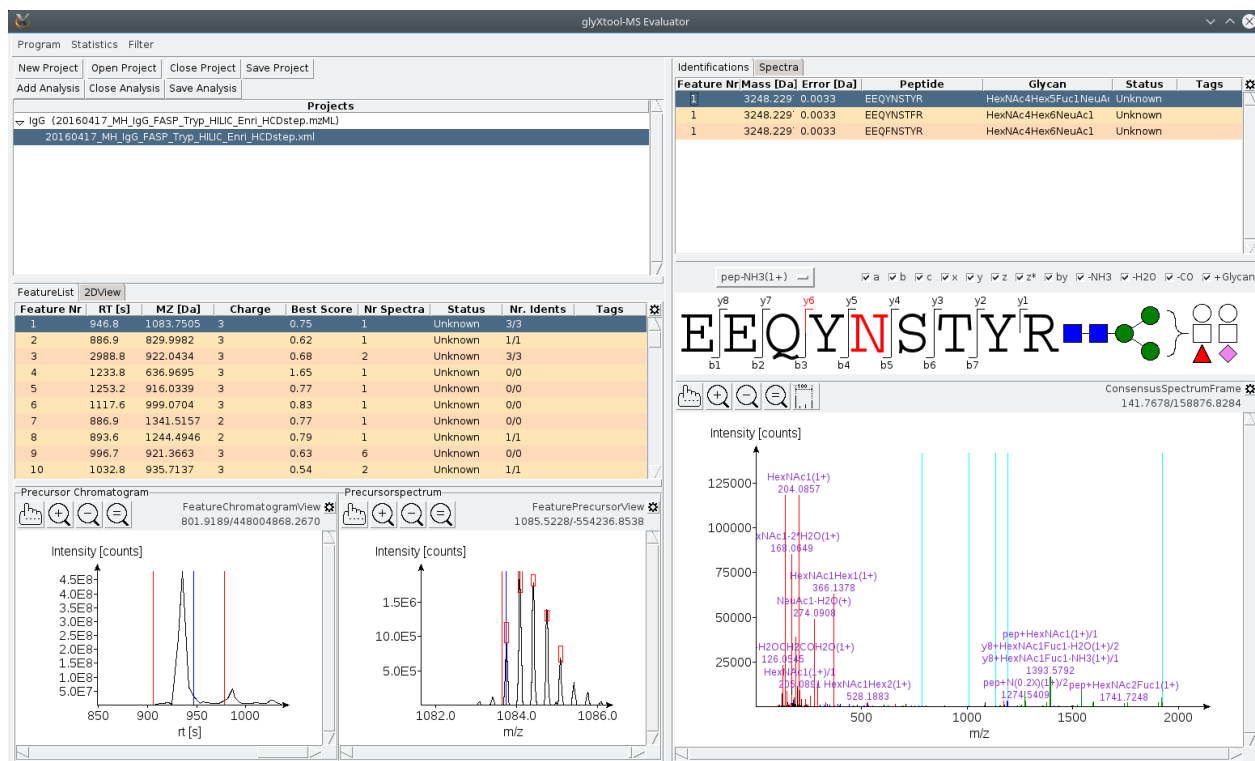 glyXtool-MS Evaluator
Program Statistics Filter
New Project Open Project Close Project Save Project
Add Analysis Close Analysis Save Analysis
Projects
IgG (20160417_MH_IgG_FASP_Tryp_HILIC_Enri_HCDstep.mzML)
20160417_MH_IgG_FASP_Tryp_HILIC_Enri_HCDstep.xml
FeatureList 2DView
Feature Nr RT [s] MZ [Da] Charge Best Score Nr Spectra Status Nr. Idents Tags
1 946.8 1083.7505 3 0.75 1 Unknown 3/3
2 886.9 829.9982 3 0.62 1 Unknown 1/1
3 2988.8 922.0434 3 0.68 2 Unknown 3/3
4 1233.8 636.9695 3 1.65 1 Unknown 0/0
5 1253.2 916.0339 3 0.77 1 Unknown 0/0
6 1117.6 999.0704 3 0.83 1 Unknown 0/0
7 886.9 1341.5157 2 0.77 1 Unknown 0/0
8 893.6 1244.4946 2 0.79 1 Unknown 1/1
9 996.7 921.3663 3 0.63 6 Unknown 0/0
10 1032.8 935.7137 3 0.54 2 Unknown 1/1
Precursor Chromatogram
FeatureChromatogramView
801.9189/448004868.2670
Intensity [counts]
4.5E8
4.0E8
3.5E8
3.0E8
2.5E8
2.0E8
1.5E8
1.0E8
5.0E7
850 900 950 1000
rt [s]
Precursorspectrum
FeaturePrecursorView
1085.5228/-554236.8538
Intensity [counts]
1.5E6
10.0E5
5.0E5
1082.0 1084.0 1086.0
m/z
Identifications Spectra
Feature Nr Mass [Da] Error [Da] Peptide Glycan Status Tags
1 3248.229 0.0033 EEQYNSTYR HexNAc4Hex5Fuc1NeuAc Unknown
1 3248.229 0.0033 EEQYNSTFR HexNAc4Hex6NeuAc1 Unknown
1 3248.229 0.0033 EEQFNSTYR HexNAc4Hex6NeuAc1 Unknown
pep-NH3(1+) a b c x y z z* by -NH3 -H2O -CO +Glycan
y8 y7 y6 y5 y4 y3 y2 y1
EEQYNSTYR
b1 b2 b3 b4 b5 b6 b7
ConsensusSpectrumFrame
141.7678/158876.8284
Intensity [counts]
125000
100000
75000
50000
25000
HexNAc1(1+)
204.0857
xNAc1-2*H2O(1+)
168.0649
HexNAc1Hex1(1+)
366.1378
NeuAc1-H2O(+)
274.0908
-H2OCH2COH2O(1+)
126.0545
HexNAc1(1+)/1
205.0891
HexNAc1Hex2(1+)
528.1883
pep+HexNAc1(1+)/1
y8+HexNAc1Fuc1-H2O(1+)/2
y8+HexNAc1Fuc1-NH3(1+)/1
1393.5792
pep+N(0.2X)(1+)/2
1274.5409
pep+HexNAc2Fuc1(1+)
1741.7248
500 1000 1500 2000
m/z